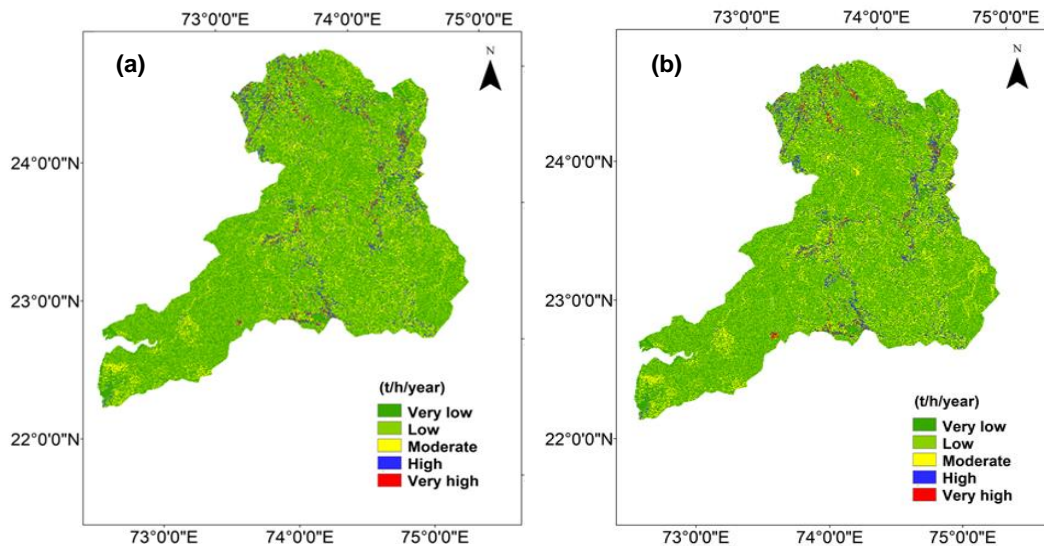 73°0'0"E 74°0'0"E 75°0'0"E
(a)
N
24°0'0"N
23°0'0"N
22°0'0"N
(t/h/year)
Very low
Low
Moderate
High
Very high
73°0'0"E 74°0'0"E 75°0'0"E
73°0'0"E 74°0'0"E 75°0'0"E
(b)
N
24°0'0"N
23°0'0"N
22°0'0"N
(t/h/year)
Very low
Low
Moderate
High
Very high
73°0'0"E 74°0'0"E 75°0'0"E